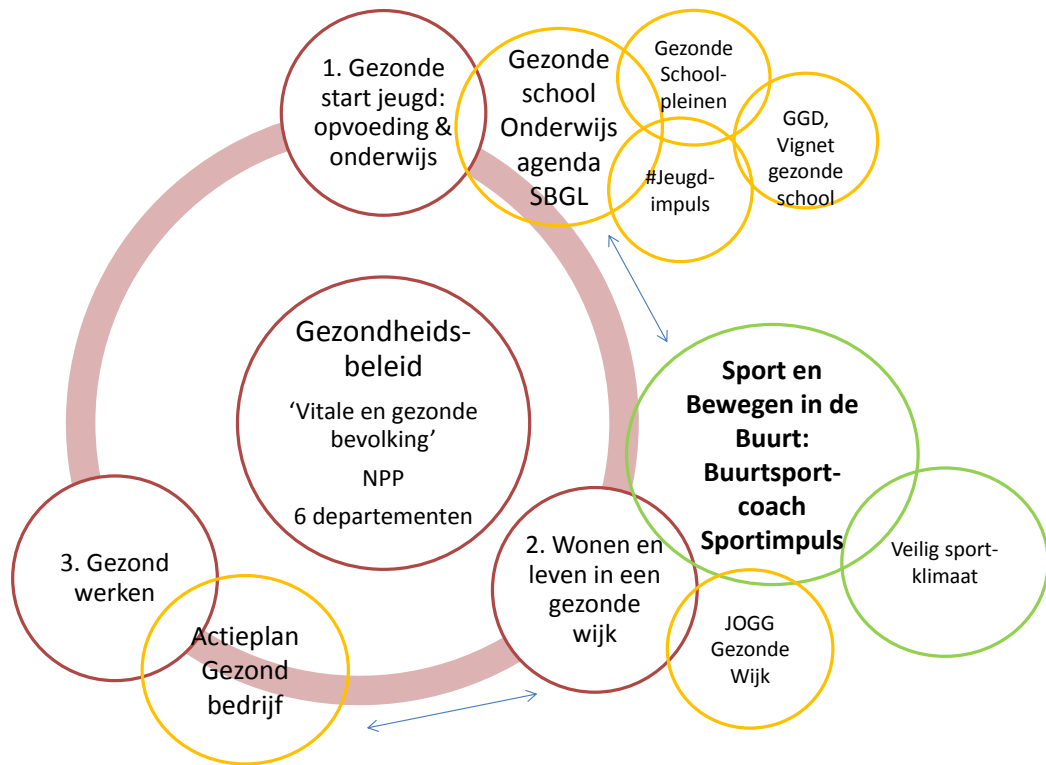 1. Gezonde
start jeugd:
opvoeding &
onderwijs
Gezonde
school
Onderwijs
agenda
SBGL
Gezonde
School-
pleinen
GGD,
Vignet
gezonde
school
#Jeugd-
impuls
Gezondheids-
beleid
‘Vitale en gezonde
bevolking’
NPP
6 departementen
Sport en
Bewegen in de
Buurt:
Buurtsport-
coach
Sportimpuls
Veilig sport-
klimaat
2. Wonen en
leven in een
gezonde
wijk
JOGG
Gezonde
Wijk
3. Gezond
werken
Actieplan
Gezond
bedrijf